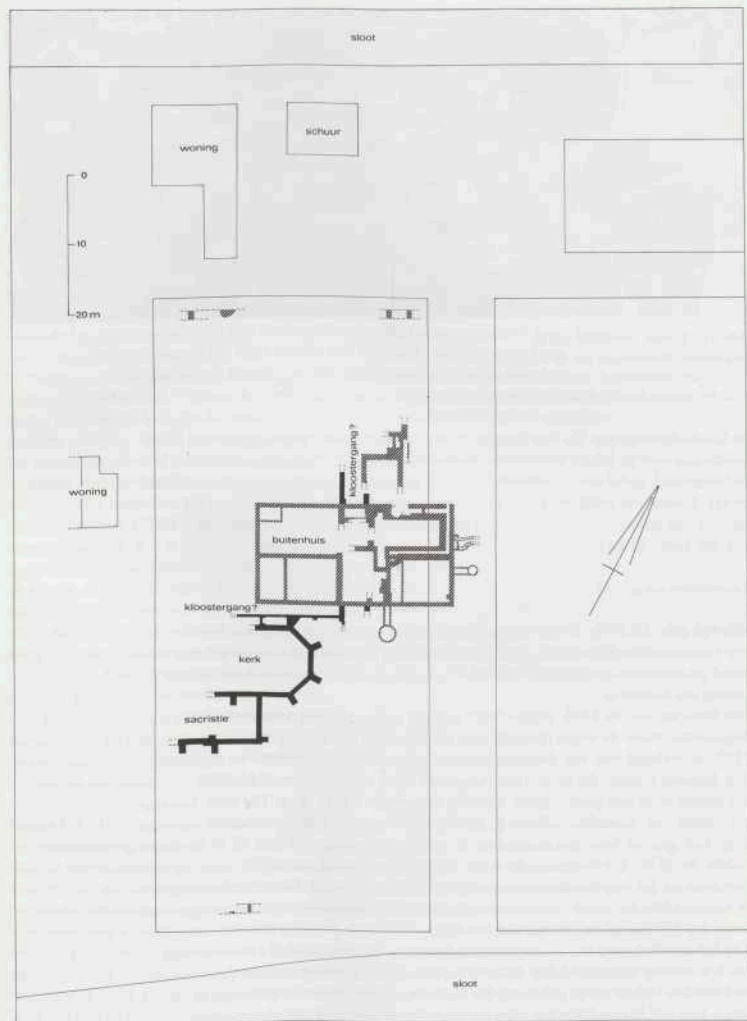 sloot
woning
schuur
0
10
20 m
kloostergang?
woning
buitenhuis
kloostergang?
kerk
sacristie
sloot